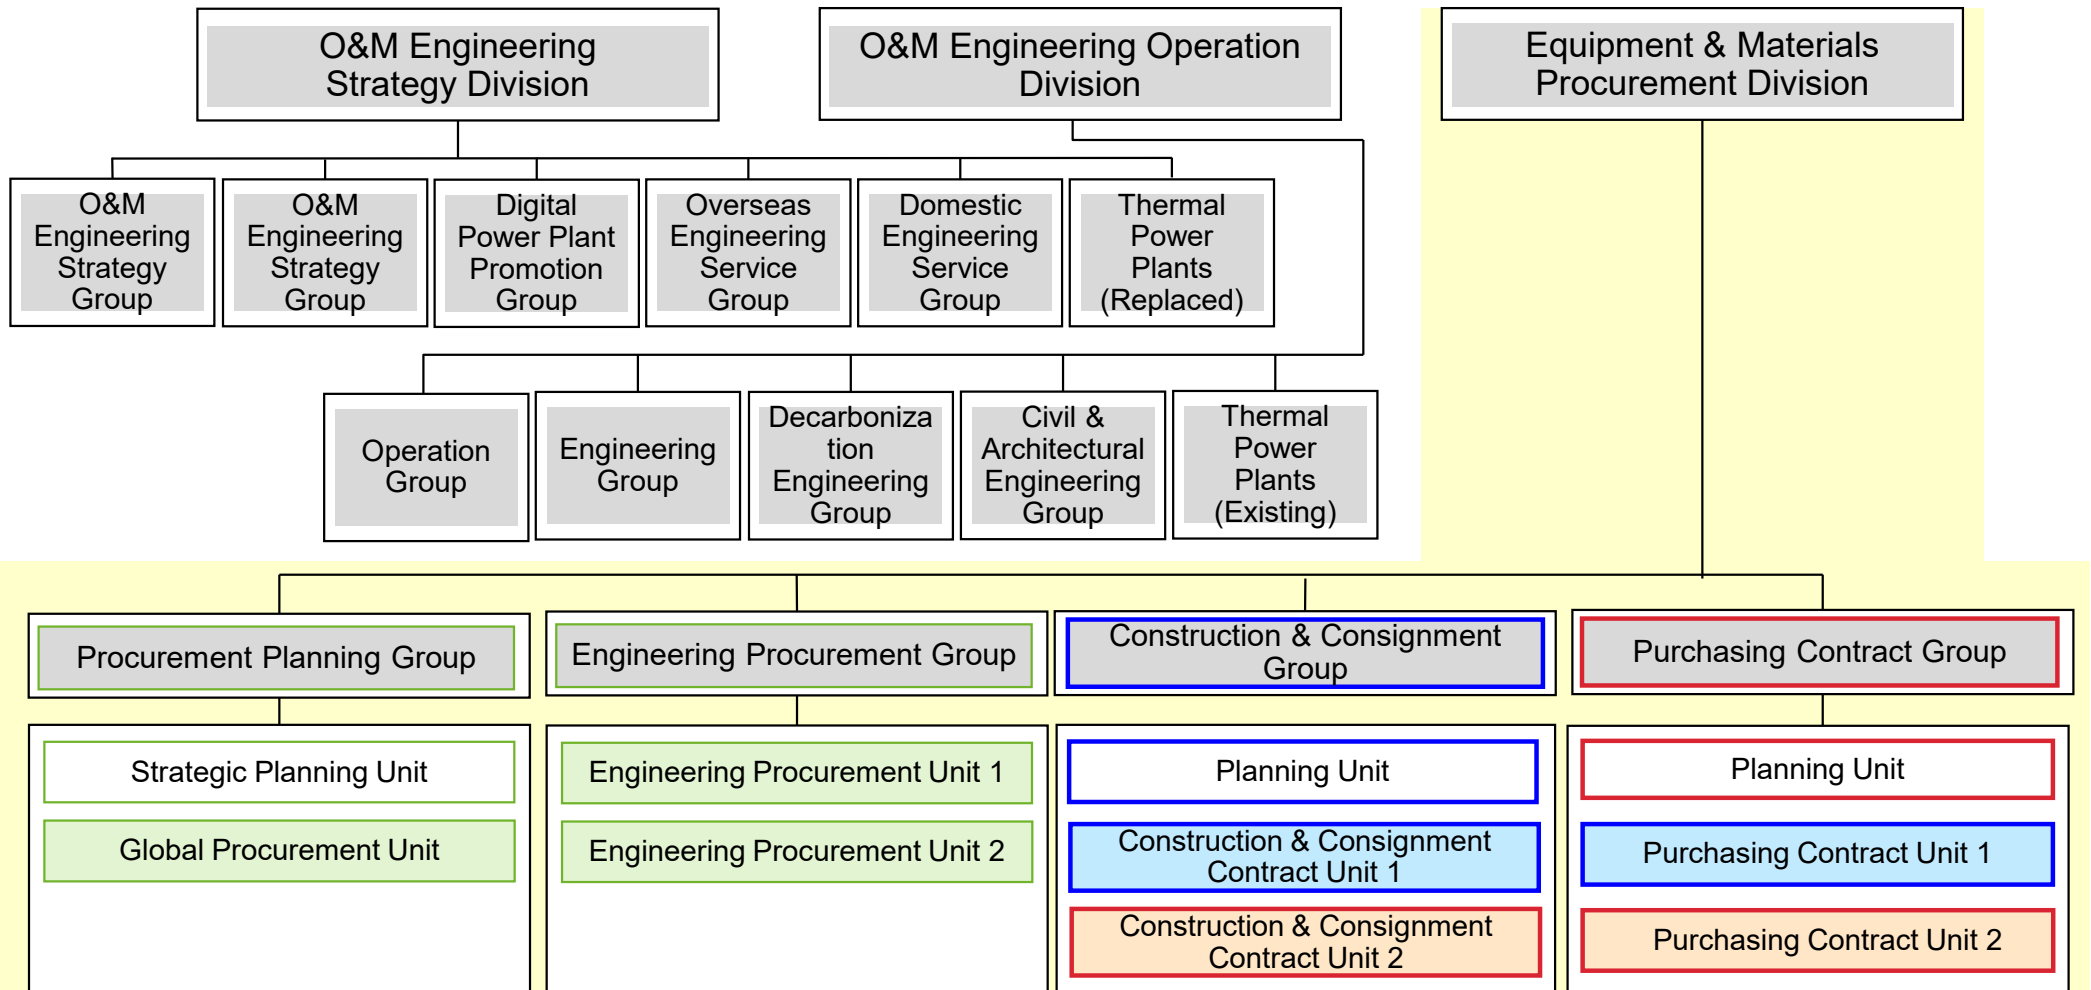 O&M Engineering
Strategy Division
O&M Engineering Operation
Division
Equipment & Materials
Procurement Division
O&M
Engineering
Strategy
Group
O&M
Engineering
Strategy
Group
Digital
Power Plant
Promotion
Group
Overseas
Engineering
Service
Group
Domestic
Engineering
Service
Group
Thermal
Power
Plants
(Replaced)
Operation
Group
Engineering
Group
Decarboniza
tion
Engineering
Group
Civil &
Architectural
Engineering
Group
Thermal
Power
Plants
(Existing)
Procurement Planning Group
Engineering Procurement Group
Construction & Consignment
Group
Purchasing Contract Group
Strategic Planning Unit
Global Procurement Unit
Engineering Procurement Unit 1
Engineering Procurement Unit 2
Planning Unit
Construction & Consignment
Contract Unit 1
Construction & Consignment
Contract Unit 2
Planning Unit
Purchasing Contract Unit 1
Purchasing Contract Unit 2